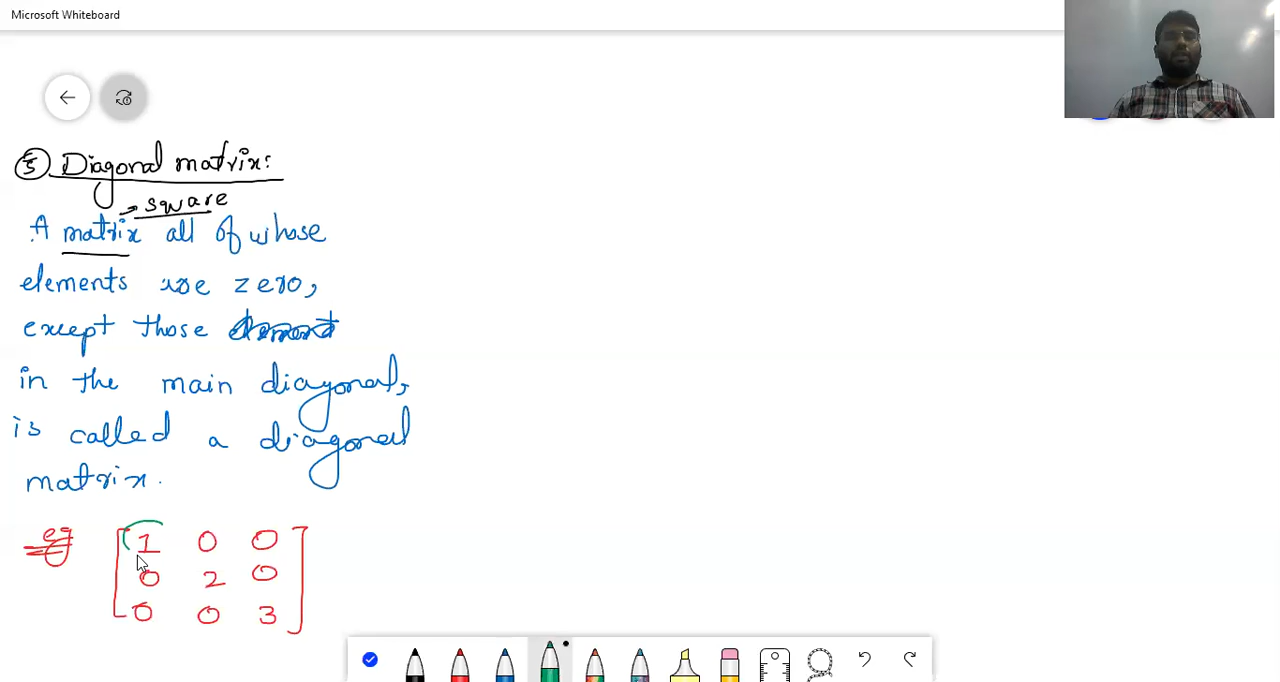 Microsoft Whiteboard
⑤ Diagonal matrix:
square
A matrix all of whose
elements are zero,
except those
in the main diagonal,
is called a diagonal
matrix.
eg
1 0 0
0 2 0
0 0 3